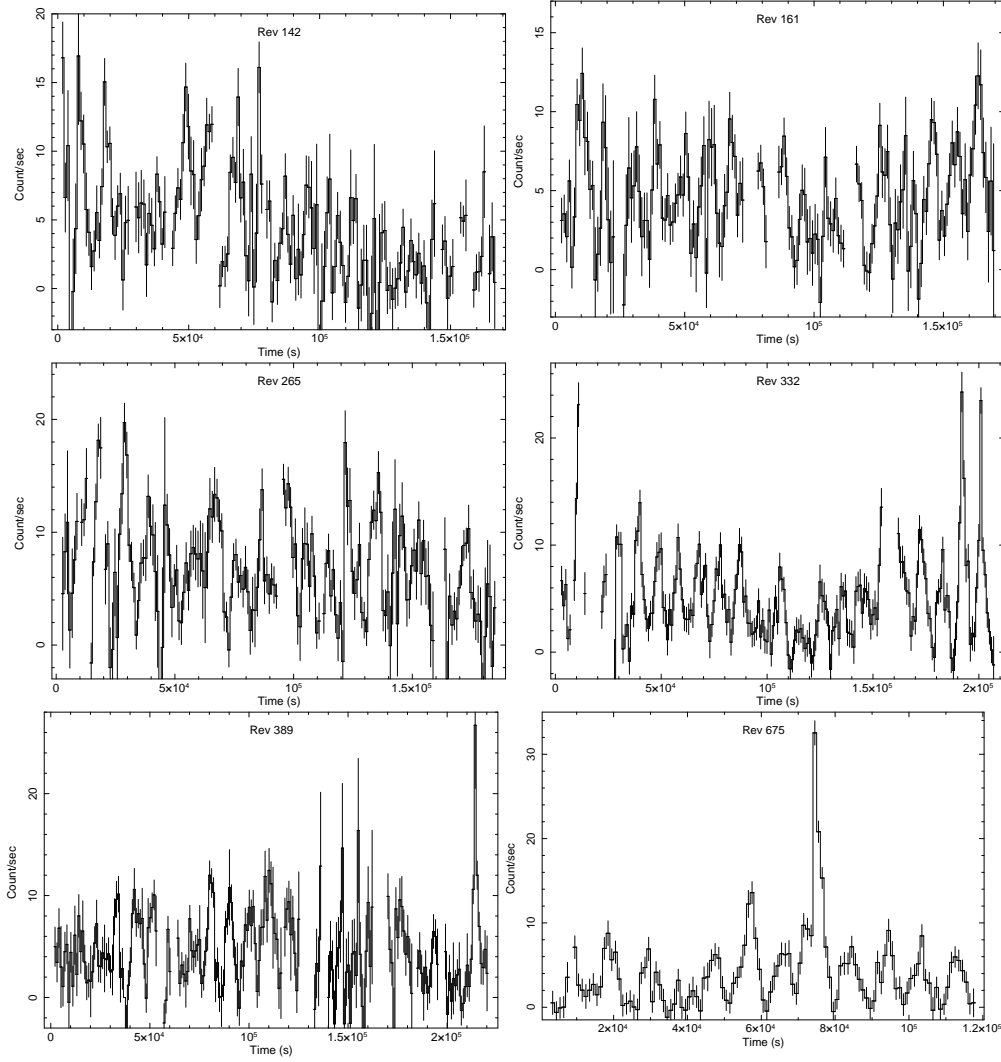 Rev 142
Count/sec
0 5 10 15 20
0 5×10⁴ 10⁵ 1.5×10⁵
Time (s)
Rev 161
Count/sec
0 5 10 15
5×10⁴ 10⁵ 1.5×10⁵
Time (s)
Rev 265
Count/sec
0 10 20
0 5×10⁴ 10⁵ 1.5×10⁵
Time (s)
Rev 332
Count/sec
0 10 20
0 5×10⁴ 10⁵ 1.5×10⁵ 2×10⁵
Time (s)
Rev 389
Count/sec
0 10 20
0 5×10⁴ 10⁵ 1.5×10⁵ 2×10⁵
Time (s)
Rev 675
Count/sec
0 10 20 30
2×10⁴ 4×10⁴ 6×10⁴ 8×10⁴ 10⁵ 1.2×10⁵
Time (s)